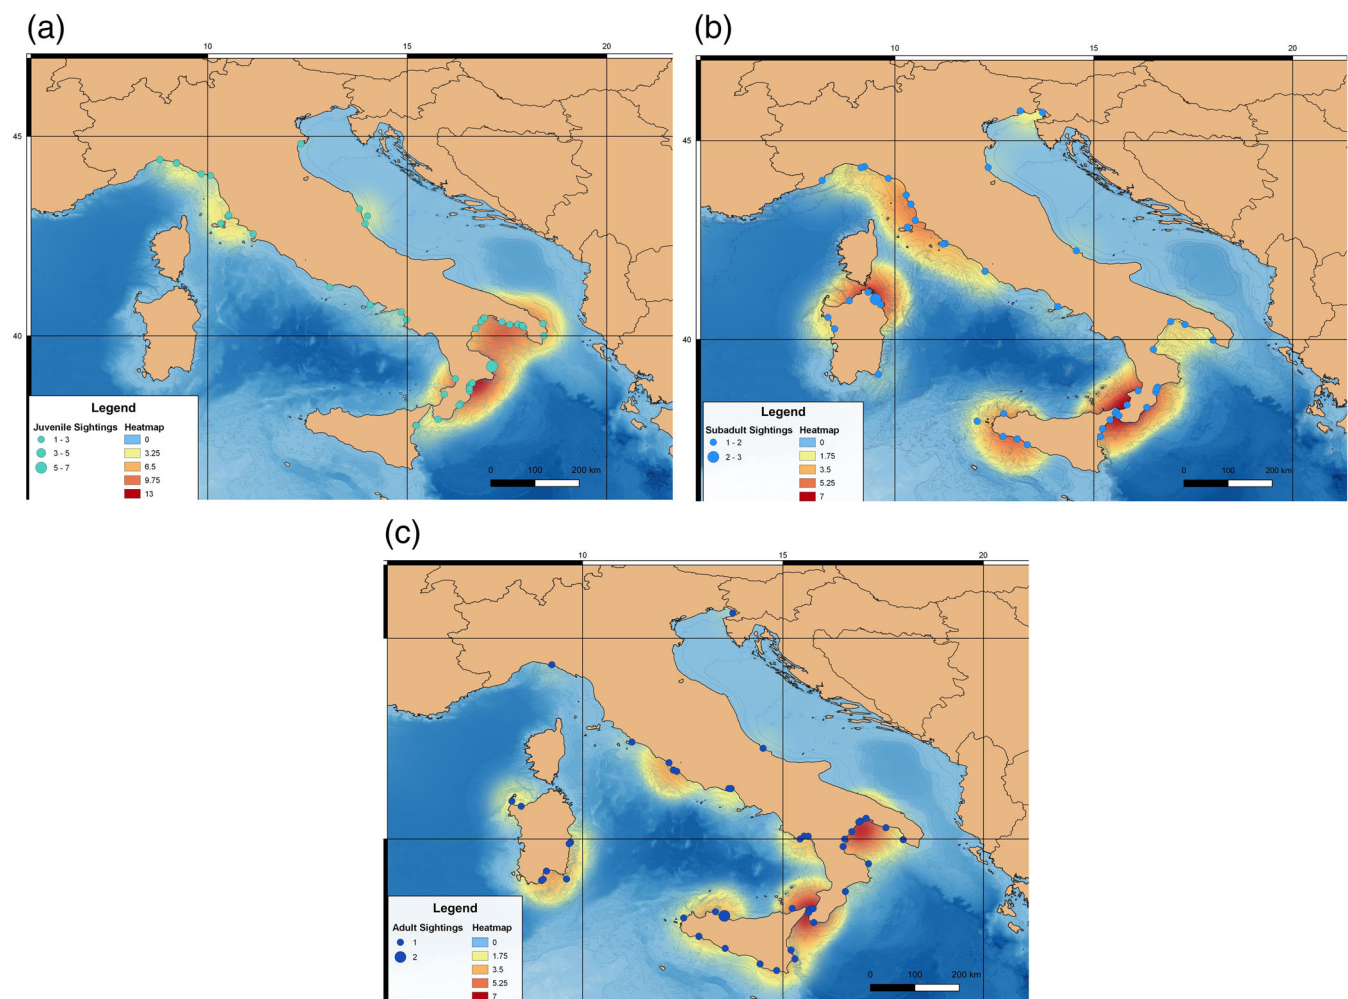 (a)
10 15 20
45
40
Legend
Juvenile Sightings Heatmap
1 - 3 0
3 - 5 3.25
5 - 7 6.5
9.75
13
0 100 200 km
(b)
10 15 20
45
40
Legend
Subadult Sightings Heatmap
1 - 2 0
2 - 3 1.75
3.5
5.25
7
0 100 200 km
(c)
10 15 20
Legend
Adult Sightings Heatmap
1 0
2 1.75
3.5
5.25
7
0 100 200 km